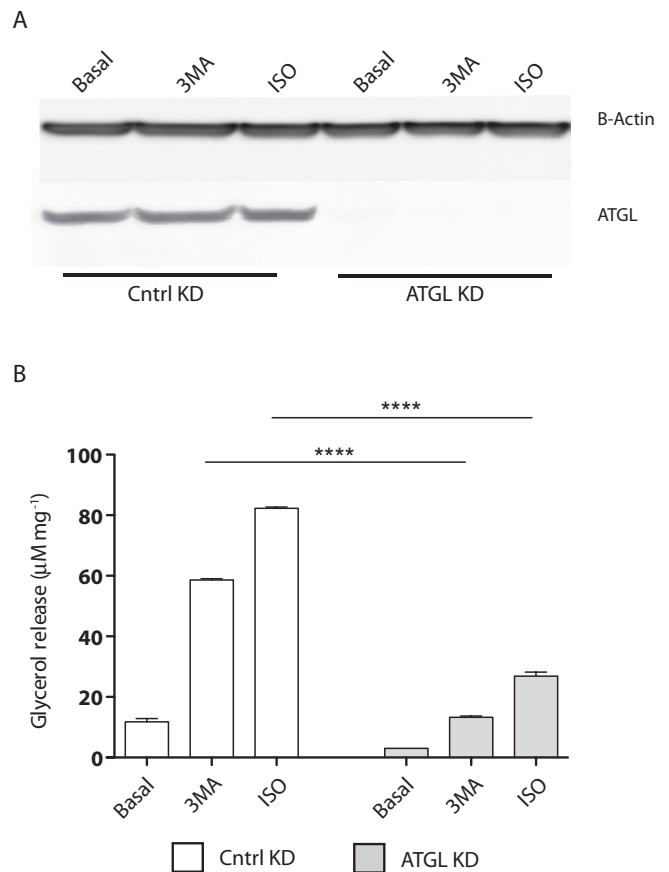 A
Basal 3MA ISO Basal 3MA ISO
B-Actin
ATGL
Cntrl KD ATGL KD
B
****
****
100
80
60
40
20
0
Glycerol release (μM mg⁻¹)
Basal 3MA ISO Basal 3MA ISO
Cntrl KD ATGL KD